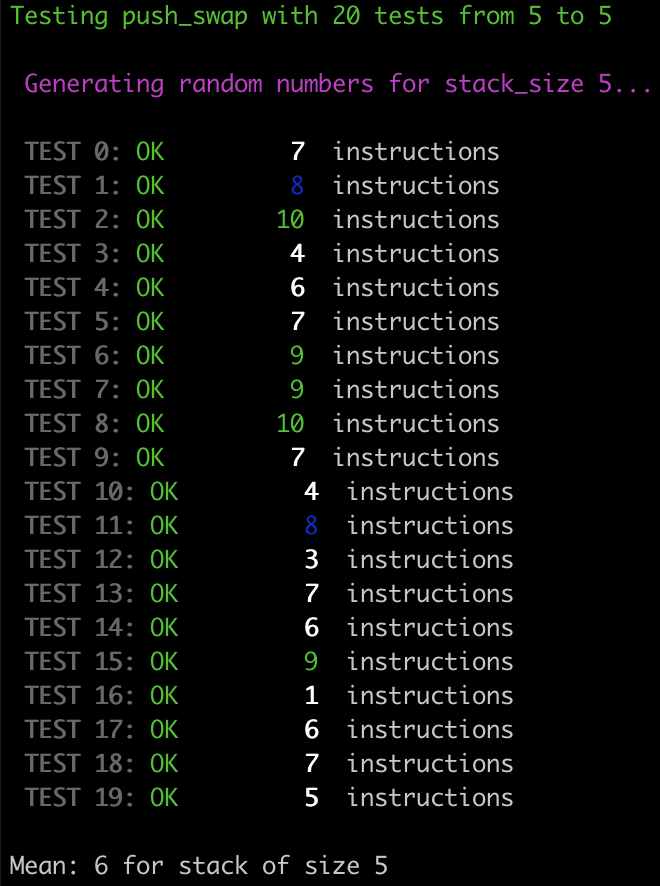 Testing push_swap with 20 tests from 5 to 5
Generating random numbers for stack_size 5...
TEST 0: OK 7 instructions
TEST 1: OK 8 instructions
TEST 2: OK 10 instructions
TEST 3: OK 4 instructions
TEST 4: OK 6 instructions
TEST 5: OK 7 instructions
TEST 6: OK 9 instructions
TEST 7: OK 9 instructions
TEST 8: OK 10 instructions
TEST 9: OK 7 instructions
TEST 10: OK 4 instructions
TEST 11: OK 8 instructions
TEST 12: OK 3 instructions
TEST 13: OK 7 instructions
TEST 14: OK 6 instructions
TEST 15: OK 9 instructions
TEST 16: OK 1 instructions
TEST 17: OK 6 instructions
TEST 18: OK 7 instructions
TEST 19: OK 5 instructions
Mean: 6 for stack of size 5